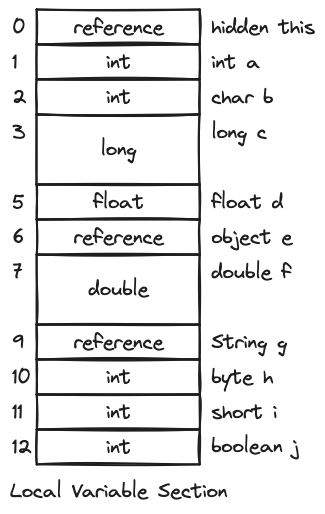 0 reference hidden this
1 int int a
2 int char b
3 long long c
5 float float d
6 reference object e
7 double double f
9 reference String g
10 int byte h
11 int short i
12 int boolean j
Local Variable Section